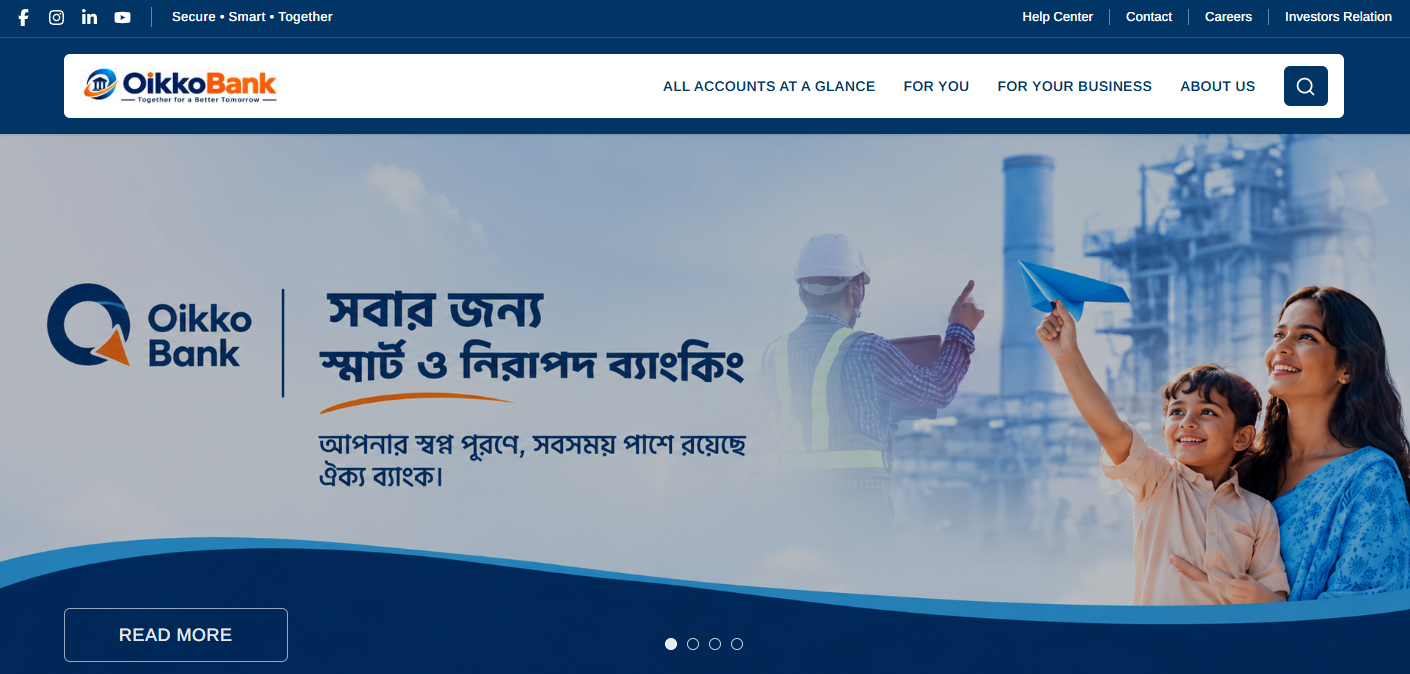 Secure • Smart • Together
Help Center
Contact
Careers
Investors Relation
OikkoBank
Together for a Better Tomorrow
ALL ACCOUNTS AT A GLANCE
FOR YOU
FOR YOUR BUSINESS
ABOUT US
Oikko
Bank
সবার জন্য
স্মার্ট ও নিরাপদ ব্যাংকিং
আপনার স্বপ্ন পুরণে, সবসময় পাশে রয়েছে
ঐক্য ব্যাংক।
READ MORE